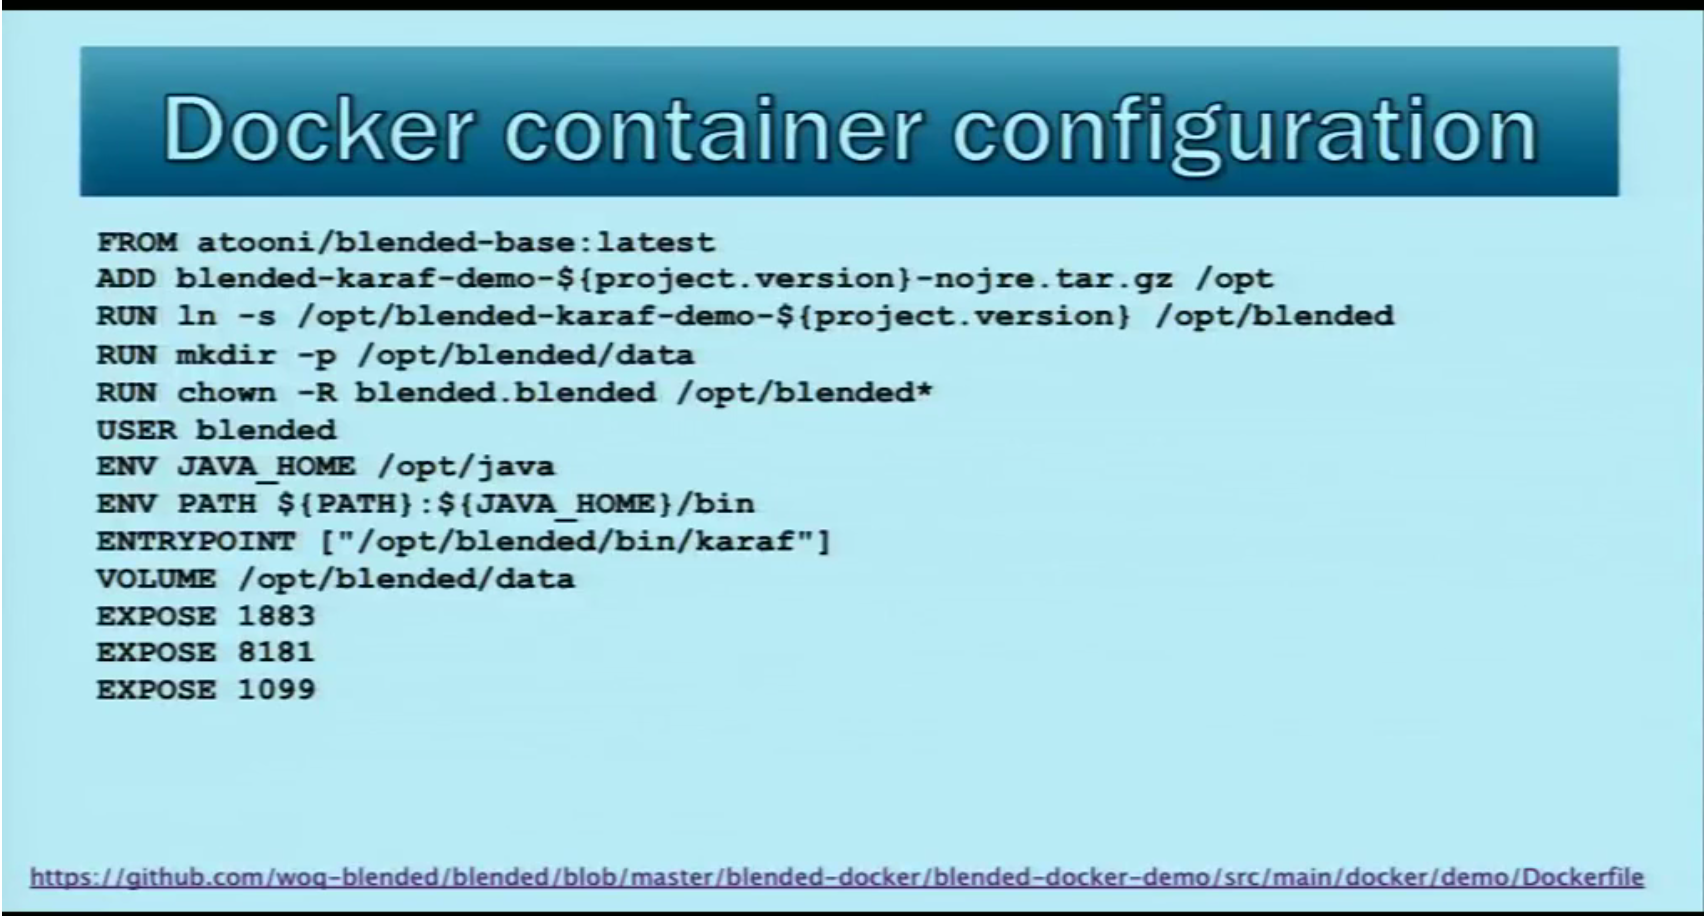 Docker container configuration
FROM atooni/blended-base:latest
ADD blended-karaf-demo-${project.version}-nojre.tar.gz /opt
RUN ln -s /opt/blended-karaf-demo-${project.version} /opt/blended
RUN mkdir -p /opt/blended/data
RUN chown -R blended.blended /opt/blended*
USER blended
ENV JAVA_HOME /opt/java
ENV PATH ${PATH}:${JAVA_HOME}/bin
ENTRYPOINT ["/opt/blended/bin/karaf"]
VOLUME /opt/blended/data
EXPOSE 1883
EXPOSE 8181
EXPOSE 1099
https://github.com/woq-blended/blended/blob/master/blended-docker/blended-docker-demo/src/main/docker/demo/Dockerfile